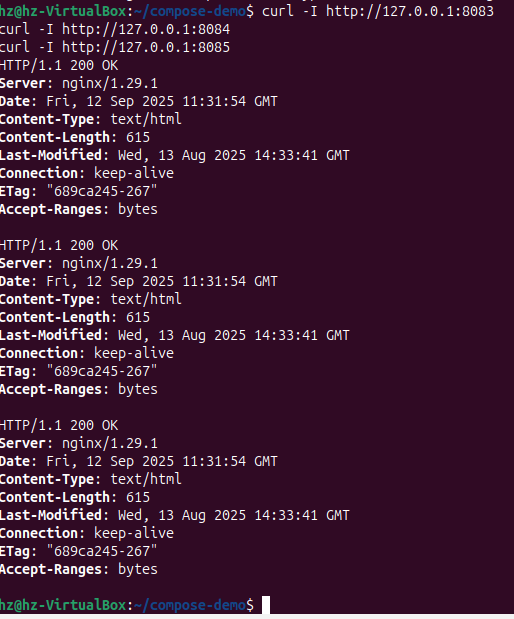 hz@hz-VirtualBox:~/compose-demo$ curl -I http://127.0.0.1:8083
curl -I http://127.0.0.1:8084
curl -I http://127.0.0.1:8085
HTTP/1.1 200 OK
Server: nginx/1.29.1
Date: Fri, 12 Sep 2025 11:31:54 GMT
Content-Type: text/html
Content-Length: 615
Last-Modified: Wed, 13 Aug 2025 14:33:41 GMT
Connection: keep-alive
ETag: "689ca245-267"
Accept-Ranges: bytes

HTTP/1.1 200 OK
Server: nginx/1.29.1
Date: Fri, 12 Sep 2025 11:31:54 GMT
Content-Type: text/html
Content-Length: 615
Last-Modified: Wed, 13 Aug 2025 14:33:41 GMT
Connection: keep-alive
ETag: "689ca245-267"
Accept-Ranges: bytes

HTTP/1.1 200 OK
Server: nginx/1.29.1
Date: Fri, 12 Sep 2025 11:31:54 GMT
Content-Type: text/html
Content-Length: 615
Last-Modified: Wed, 13 Aug 2025 14:33:41 GMT
Connection: keep-alive
ETag: "689ca245-267"
Accept-Ranges: bytes

hz@hz-VirtualBox:~/compose-demo$